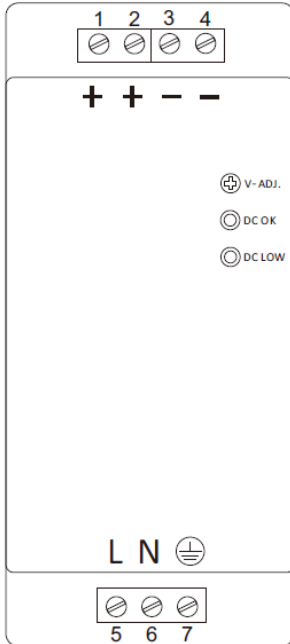 1 2 3 4
+ + − −
V-ADJ.
DC OK
DC LOW
L N ⏚
5 6 7